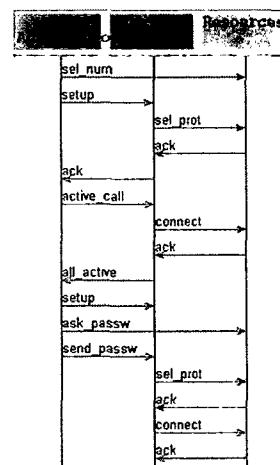 Resources
sel_num
setup
sel_prot
ack
ack
active_call
connect
ack
all_active
setup
ask_passw
send_passw
sel_prot
ack
connect
ack